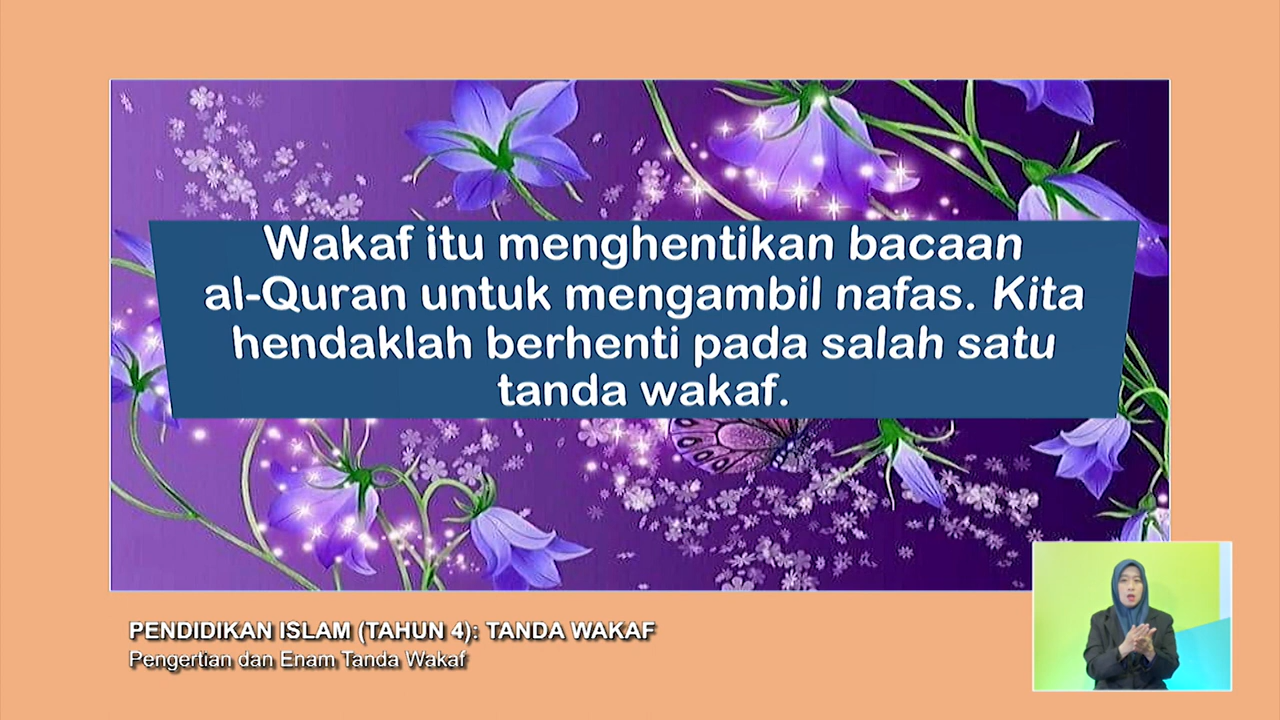 Wakaf itu menghentikan bacaan
al-Quran untuk mengambil nafas. Kita
hendaklah berhenti pada salah satu
tanda wakaf.
PENDIDIKAN ISLAM (TAHUN 4): TANDA WAKAF
Pengertian dan Enam Tanda Wakaf